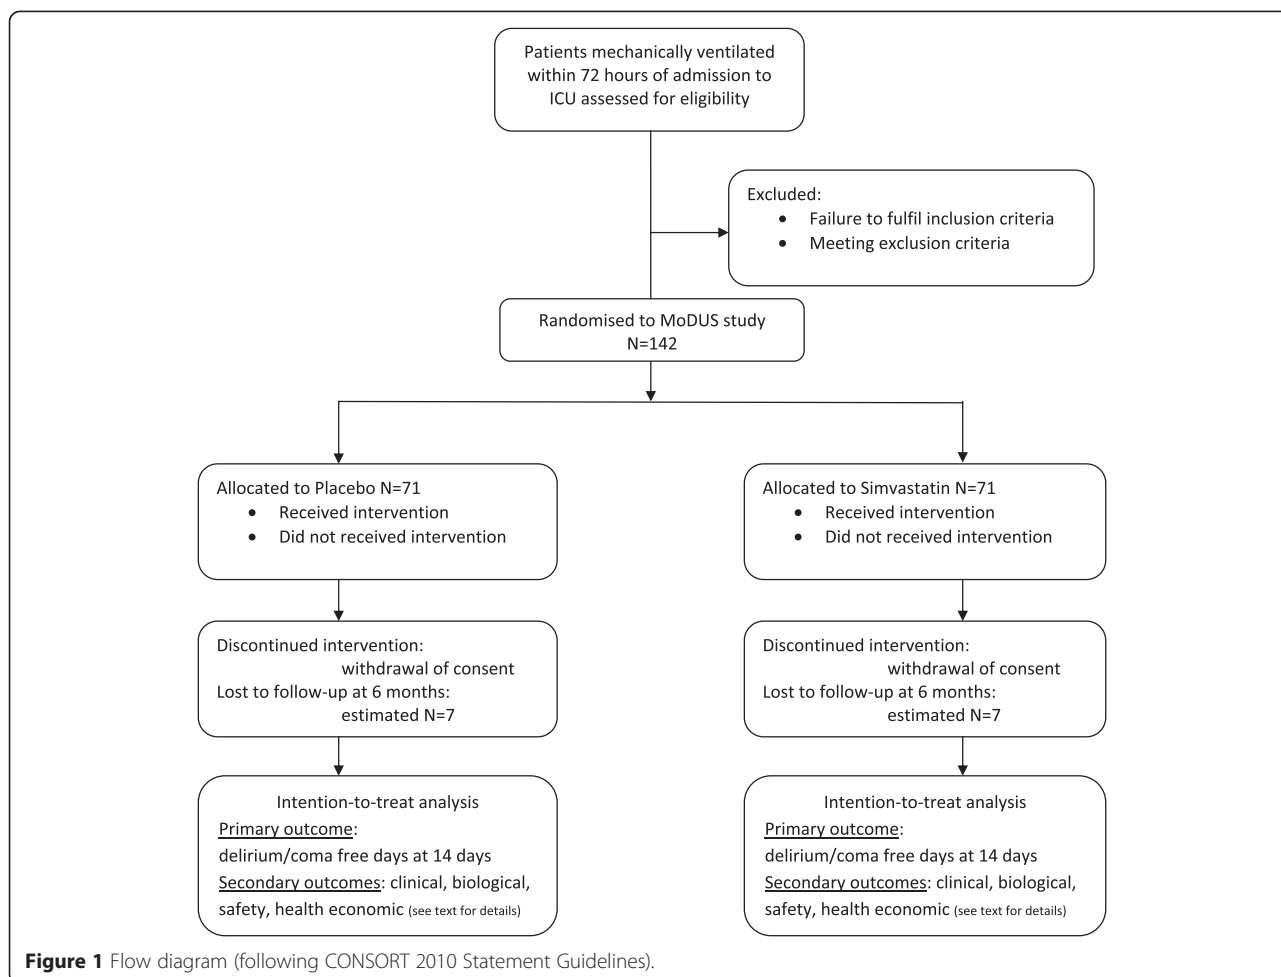 Patients mechanically ventilated
within 72 hours of admission to
ICU assessed for eligibility
Excluded:
• Failure to fulfil inclusion criteria
• Meeting exclusion criteria
Randomised to MoDUS study
N=142
Allocated to Placebo N=71
• Received intervention
• Did not received intervention
Allocated to Simvastatin N=71
• Received intervention
• Did not received intervention
Discontinued intervention:
withdrawal of consent
Lost to follow-up at 6 months:
estimated N=7
Discontinued intervention:
withdrawal of consent
Lost to follow-up at 6 months:
estimated N=7
Intention-to-treat analysis
Primary outcome:
delirium/coma free days at 14 days
Secondary outcomes: clinical, biological,
safety, health economic (see text for details)
Intention-to-treat analysis
Primary outcome:
delirium/coma free days at 14 days
Secondary outcomes: clinical, biological,
safety, health economic (see text for details)
Figure 1 Flow diagram (following CONSORT 2010 Statement Guidelines).